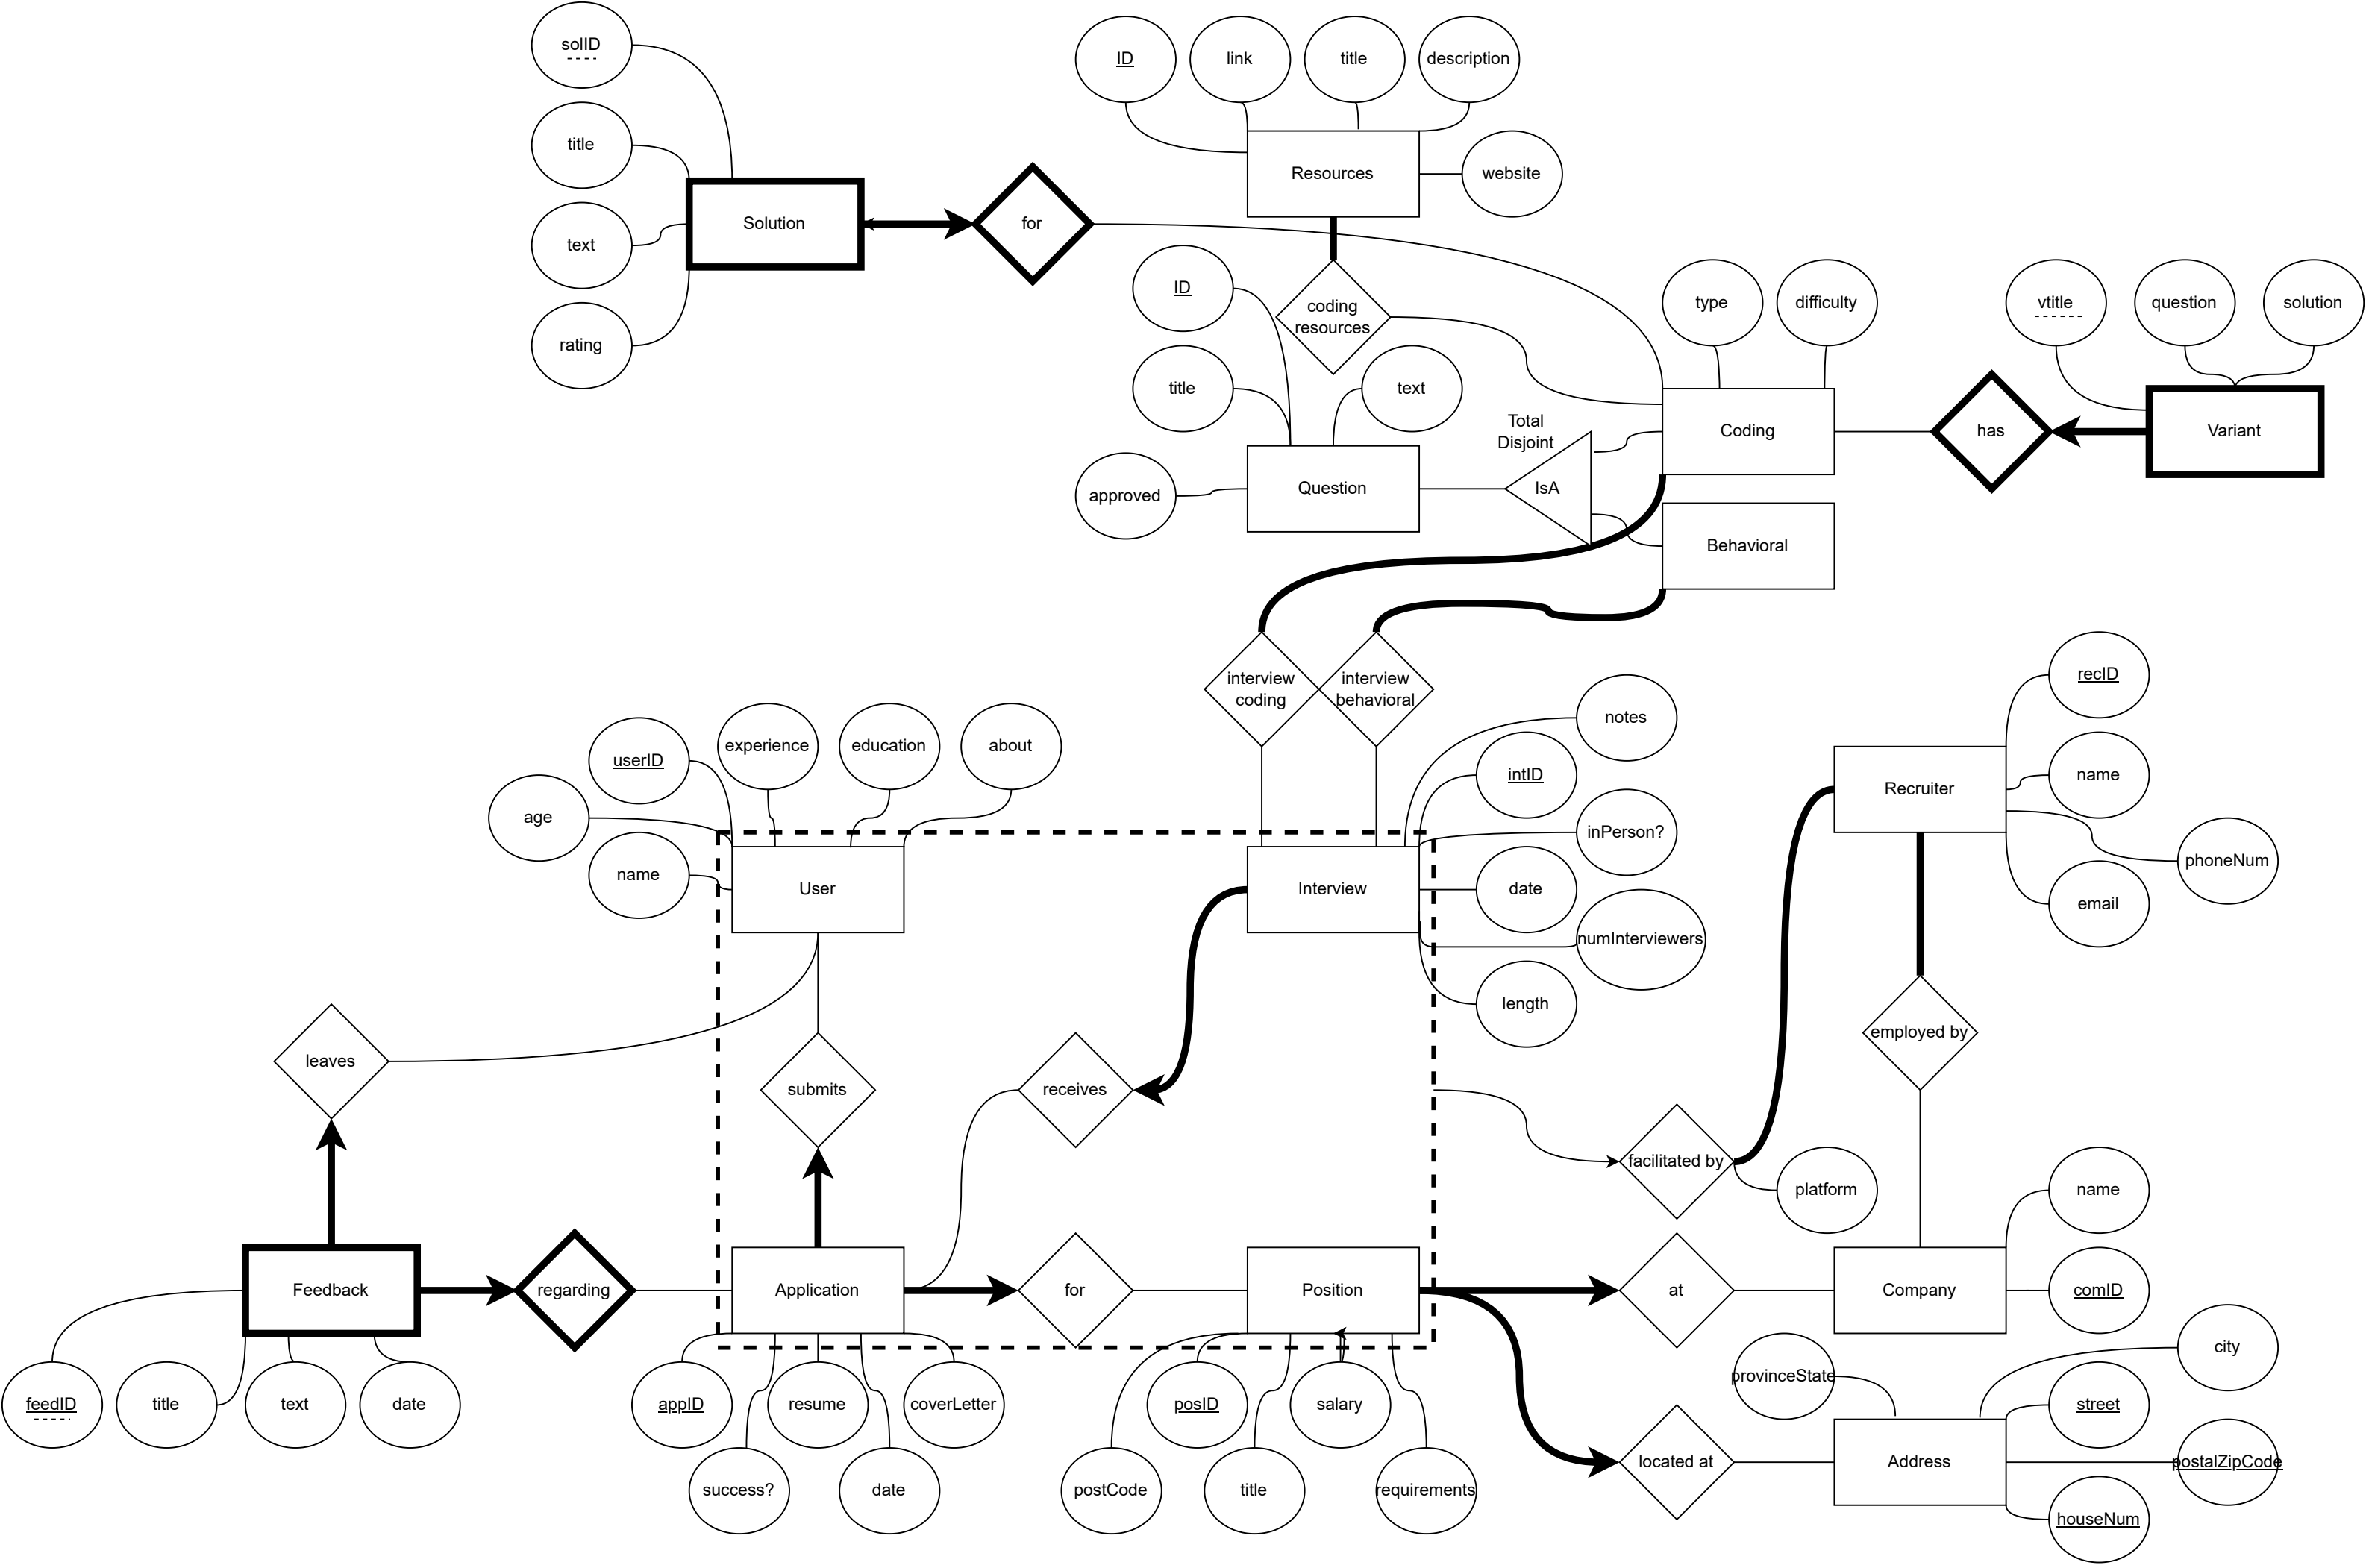 solID
title
text
rating
Solution
for
ID
link
title
description
Resources
website
coding
resources
ID
title
text
approved
Question
Total
Disjoint
IsA
type
difficulty
Coding
Behavioral
has
vtitle
question
solution
Variant
interview
coding
interview
behavioral
userID
experience
education
about
age
name
User
notes
intID
inPerson?
date
numInterviewers
length
Interview
recID
name
phoneNum
email
Recruiter
leaves
submits
receives
employed by
facilitated by
platform
Feedback
regarding
Application
for
Position
at
Company
name
comID
feedID
title
text
date
appID
resume
coverLetter
success?
date
posID
salary
postCode
title
requirements
located at
provinceState
city
street
Address
postalZipCode
houseNum